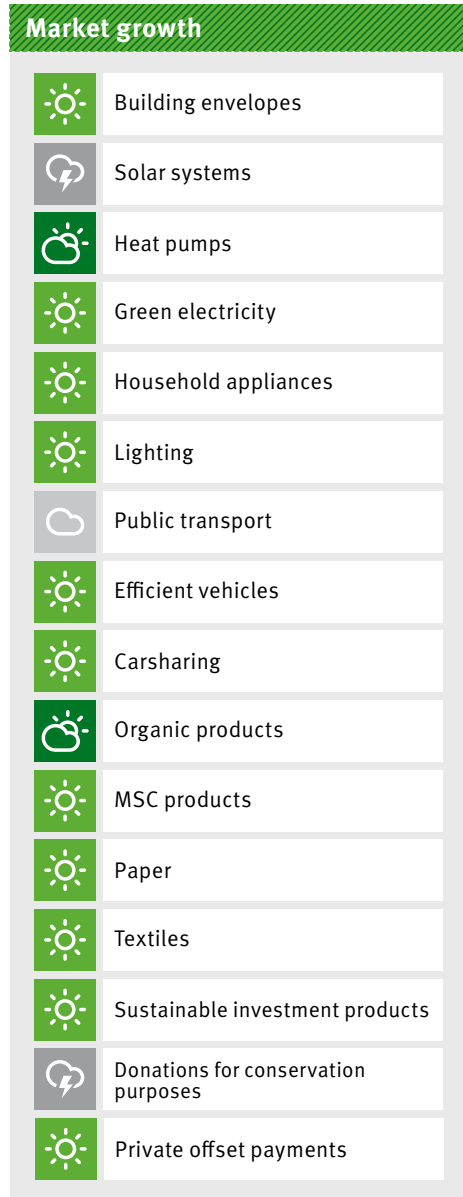 Market growth
Building envelopes
Solar systems
Heat pumps
Green electricity
Household appliances
Lighting
Public transport
Efficient vehicles
Carsharing
Organic products
MSC products
Paper
Textiles
Sustainable investment products
Donations for conservation
purposes
Private offset payments